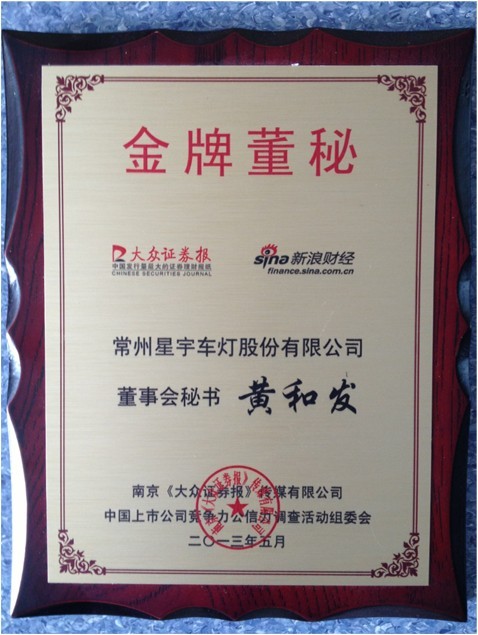 金牌董秘
大众证券报
中国发行量最大的证券理财报纸
CHINESE SECURITIES JOURNAL
sina新浪财经
finance.sina.com.cn
常州星宇车灯股份有限公司
董事会秘书 黄和发
南京《大众证券报》传媒有限公司
中国上市公司竞争力公信力调查活动组委会
二〇一三年五月